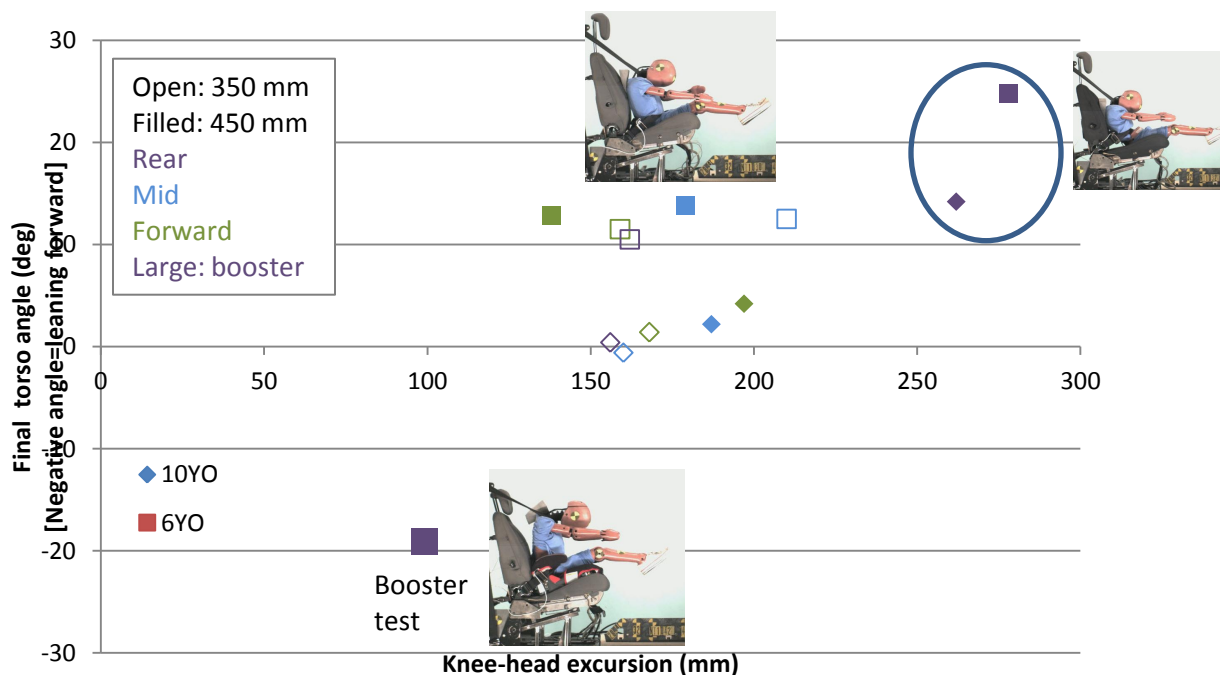 30
20
10
0
-10
-20
-30
Final torso angle (deg)
[Negative angle=leaning forward]
Open: 350 mm
Filled: 450 mm
Rear
Mid
Forward
Large: booster
0
50
100
150
200
250
300
10YO
6YO
Booster
test
Knee-head excursion (mm)